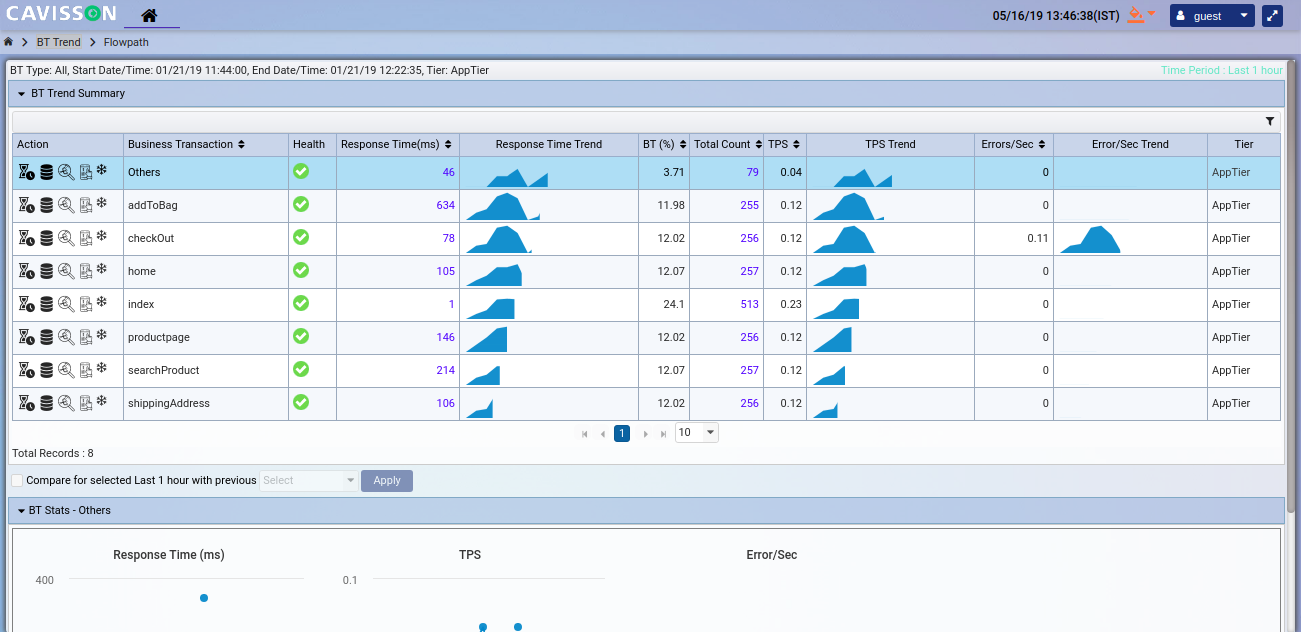 CAVISSON
05/16/19 13:46:38(IST) guest
BT Trend Flowpath
BT Type: All, Start Date/Time: 01/21/19 11:44:00, End Date/Time: 01/21/19 12:22:35, Tier: AppTier Time Period : Last 1 hour
BT Trend Summary
Action Business Transaction Health Response Time(ms) Response Time Trend BT (%) Total Count TPS TPS Trend Errors/Sec Error/Sec Trend Tier
Others 46 3.71 79 0.04 0 AppTier
addToBag 634 11.98 255 0.12 0 AppTier
checkOut 78 12.02 256 0.12 0.11 AppTier
home 105 12.07 257 0.12 0 AppTier
index 1 24.1 513 0.23 0 AppTier
productpage 146 12.02 256 0.12 0 AppTier
searchProduct 214 12.07 257 0.12 0 AppTier
shippingAddress 106 12.02 256 0.12 0 AppTier
1 10
Total Records : 8
Compare for selected Last 1 hour with previous Select Apply
BT Stats - Others
Response Time (ms) TPS Error/Sec
400 0.1